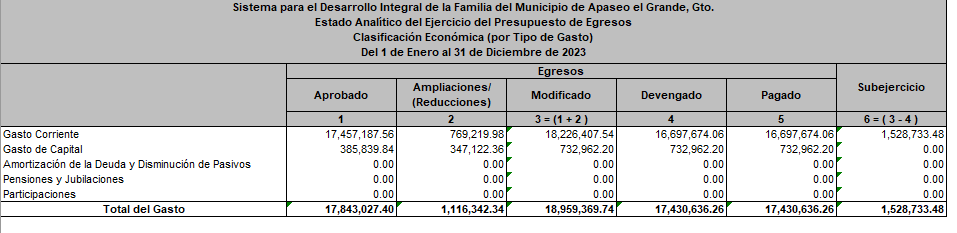 Sistema para el Desarrollo Integral de la Familia del Municipio de Apaseo el Grande, Gto.
Estado Analítico del Ejercicio del Presupuesto de Egresos
Clasificación Económica (por Tipo de Gasto)
Del 1 de Enero al 31 de Diciembre de 2023
Egresos
Aprobado Ampliaciones/ (Reducciones) Modificado Devengado Pagado Subejercicio
1 2 3 = (1 + 2 ) 4 5 6 = ( 3 - 4 )
Gasto Corriente 17,457,187.56 769,219.98 18,226,407.54 16,697,674.06 16,697,674.06 1,528,733.48
Gasto de Capital 385,839.84 347,122.36 732,962.20 732,962.20 732,962.20 0.00
Amortización de la Deuda y Disminución de Pasivos 0.00 0.00 0.00 0.00 0.00 0.00
Pensiones y Jubilaciones 0.00 0.00 0.00 0.00 0.00 0.00
Participaciones 0.00 0.00 0.00 0.00 0.00 0.00
Total del Gasto 17,843,027.40 1,116,342.34 18,959,369.74 17,430,636.26 17,430,636.26 1,528,733.48